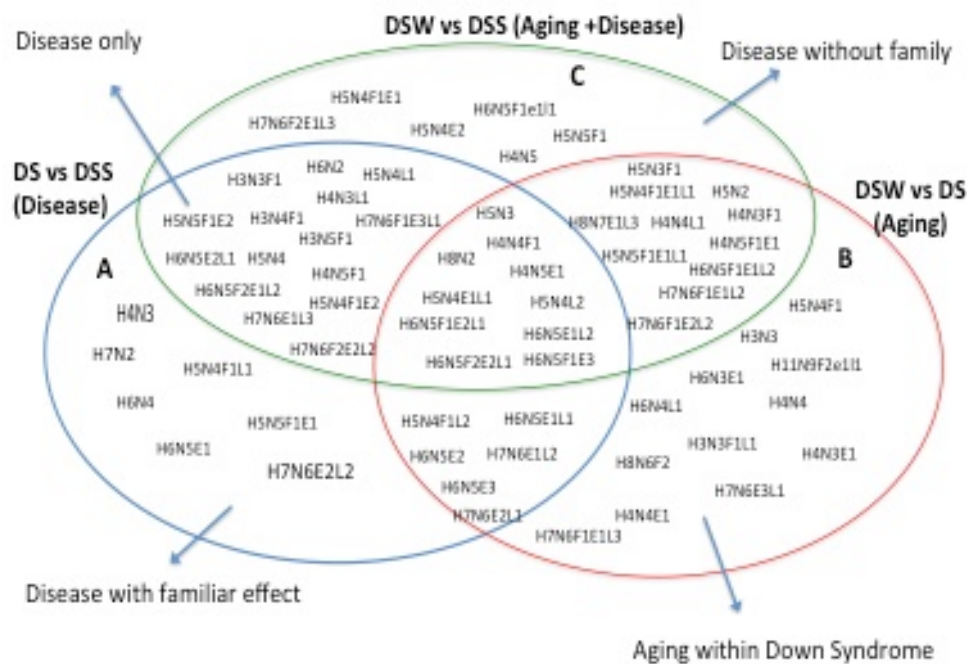 DSW vs DSS (Aging +Disease)
Disease only
Disease without family
C
H5N4F1E1
H6N5F1e1l1
H7N6F2E1L3
H5N4E2
H5N5F1
H4N5
DS vs DSS
(Disease)
A
H6N2
H3N3F1
H5N4L1
H4N3L1
H5N5F1E2
H3N4F1
H7N6F1E3L1
H3N5F1
H6N5E2L1
H5N4
H4N5F1
H6N5F2E1L2
H5N4F1E2
H7N6E1L3
H7N6F2E2L2
DSW vs DS
(Aging)
B
H5N3F1
H5N4F1E1L1
H5N2
H8N7E1L3
H4N4L1
H4N3F1
H4N5F1E1
H5N5F1E1L1
H6N5F1E1L2
H7N6F1E1L2
H7N6F1E2L2
H5N3
H4N4F1
H8N2
H4N5E1
H5N4E1L1
H5N4L2
H6N5F1E2L1
H6N5E1L2
H6N5F2E2L1
H6N5F1E3
H4N3
H7N2
H5N4F1L1
H6N4
H5N5F1E1
H6N5E1
H7N6E2L2
H5N4F1L2
H6N5E1L1
H6N5E2
H7N6E1L2
H6N5E3
H7N6E2L1
H5N4F1
H3N3
H11N9F2e1l1
H6N3E1
H6N4L1
H4N4
H3N3F1L1
H4N3E1
H8N6F2
H7N6E3L1
H4N4E1
H7N6F1E1L3
Disease with familiar effect
Aging within Down Syndrome